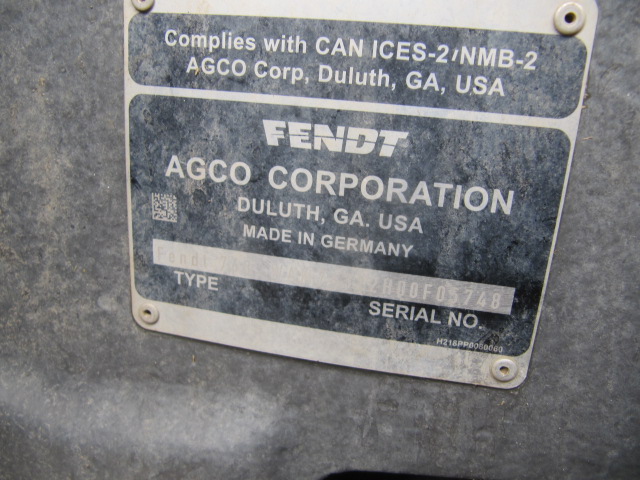 Complies with CAN ICES-2/NMB-2
AGCO Corp, Duluth, GA, USA
FENDT
AGCO CORPORATION
DULUTH, GA. USA
MADE IN GERMANY
Fendt
TYPE
SERIAL NO.